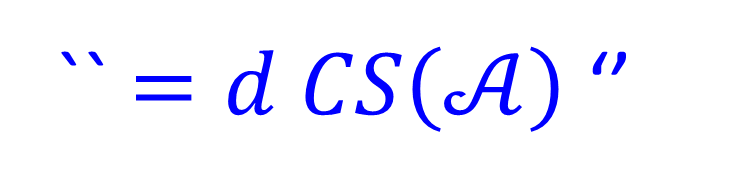 `` = d CS(𝒜) ‘’